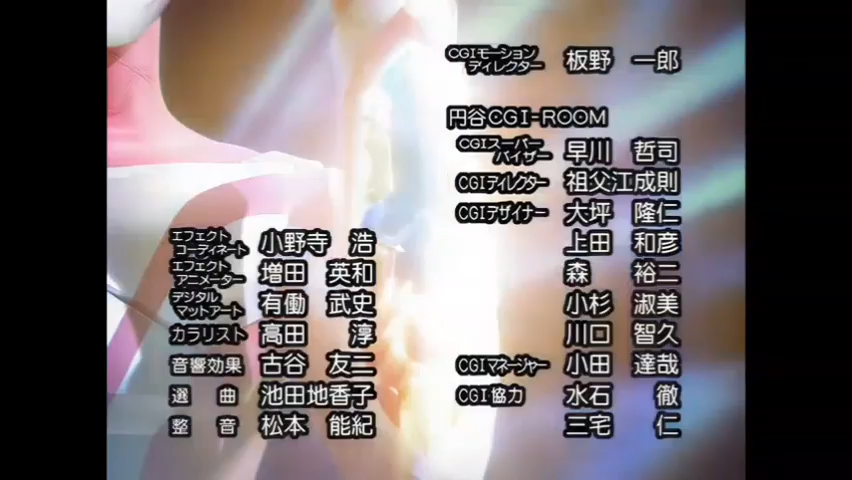 CGIモーション
ディレクター 板野 一郎
円谷CGI-ROOM
CGIスーパー
バイザー 早川 哲司
CGIディレクター 祖父江成則
CGIデザイナー 大坪 隆仁
上田 和彦
森 裕二
小杉 淑美
川口 智久
CGIマネージャー 小田 達哉
CGI協力 水石 徹
三宅 仁
エフェクト
コーディネート 小野寺 浩
エフェクト
アニメーター 増田 英和
デジタル
マットアート 有働 武史
カラリスト 高田 淳
音響効果 古谷 友二
選曲 池田地香子
整音 松本 能紀